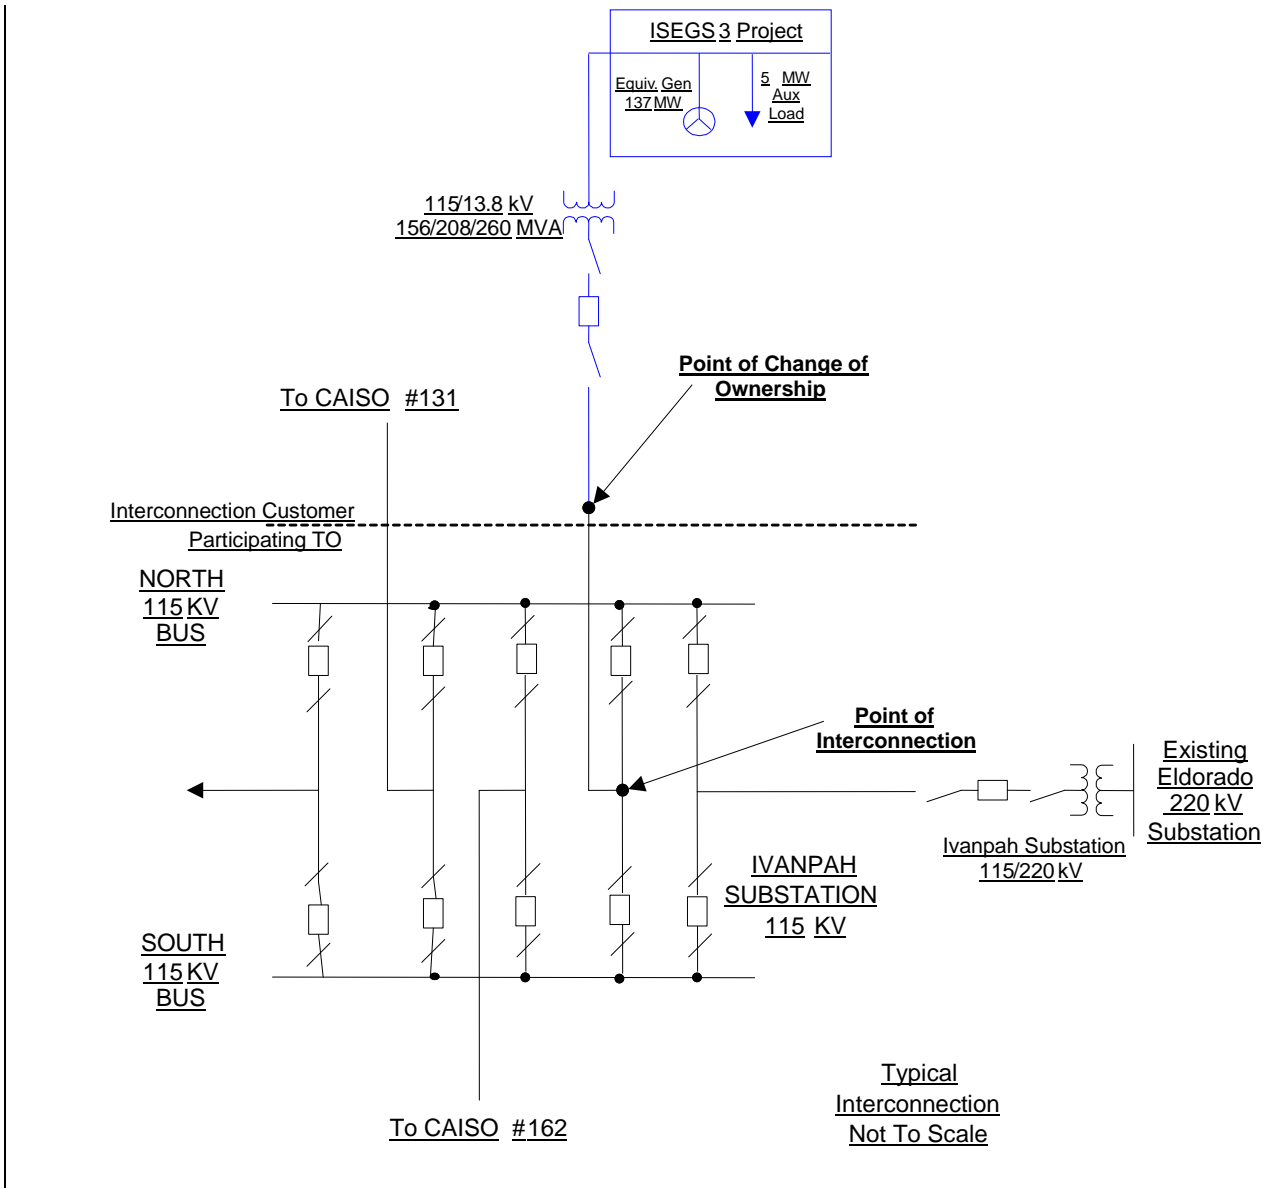 ISEGS 3 Project
Equiv. Gen
137 MW
5 MW
Aux
Load
115/13.8 kV
156/208/260 MVA
Point of Change of
Ownership
To CAISO #131
Interconnection Customer
Participating TO
NORTH
115 KV
BUS
Point of
Interconnection
Existing
Eldorado
220 kV
Substation
Ivanpah Substation
115/220 kV
IVANPAH
SUBSTATION
115 KV
SOUTH
115 KV
BUS
To CAISO #162
Typical
Interconnection
Not To Scale